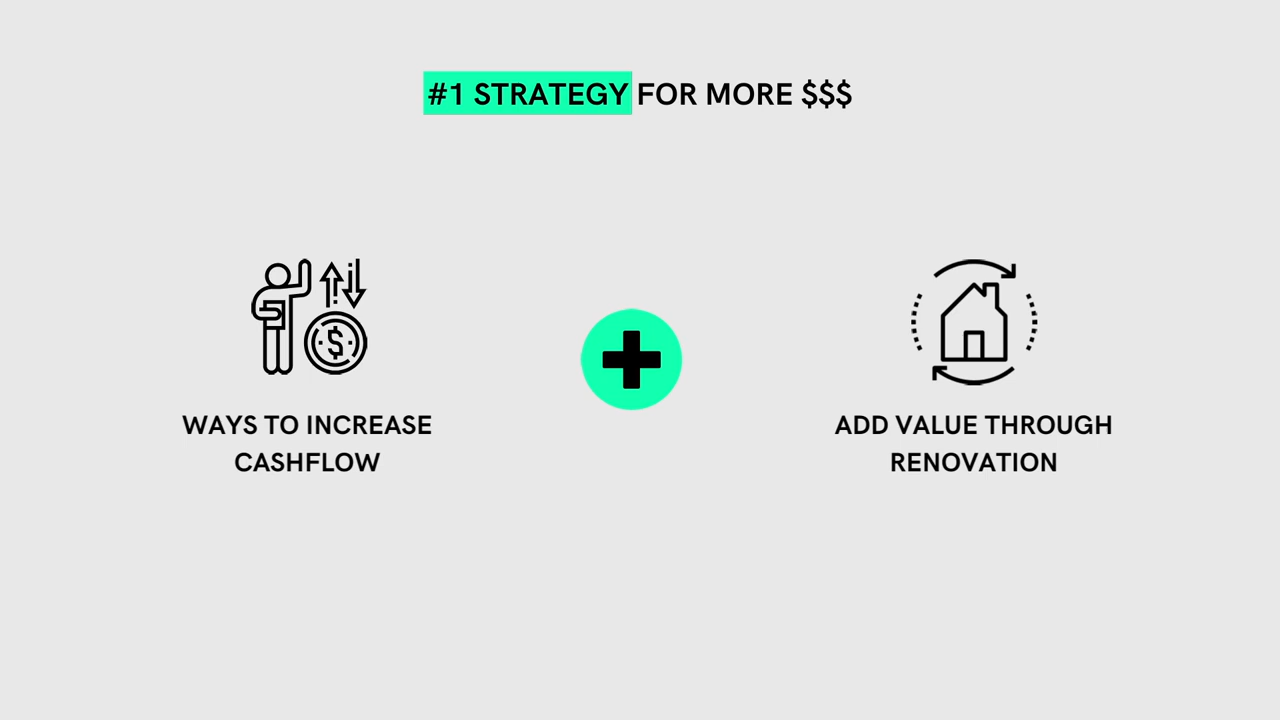 #1 STRATEGY FOR MORE $$$
WAYS TO INCREASE
CASHFLOW
ADD VALUE THROUGH
RENOVATION